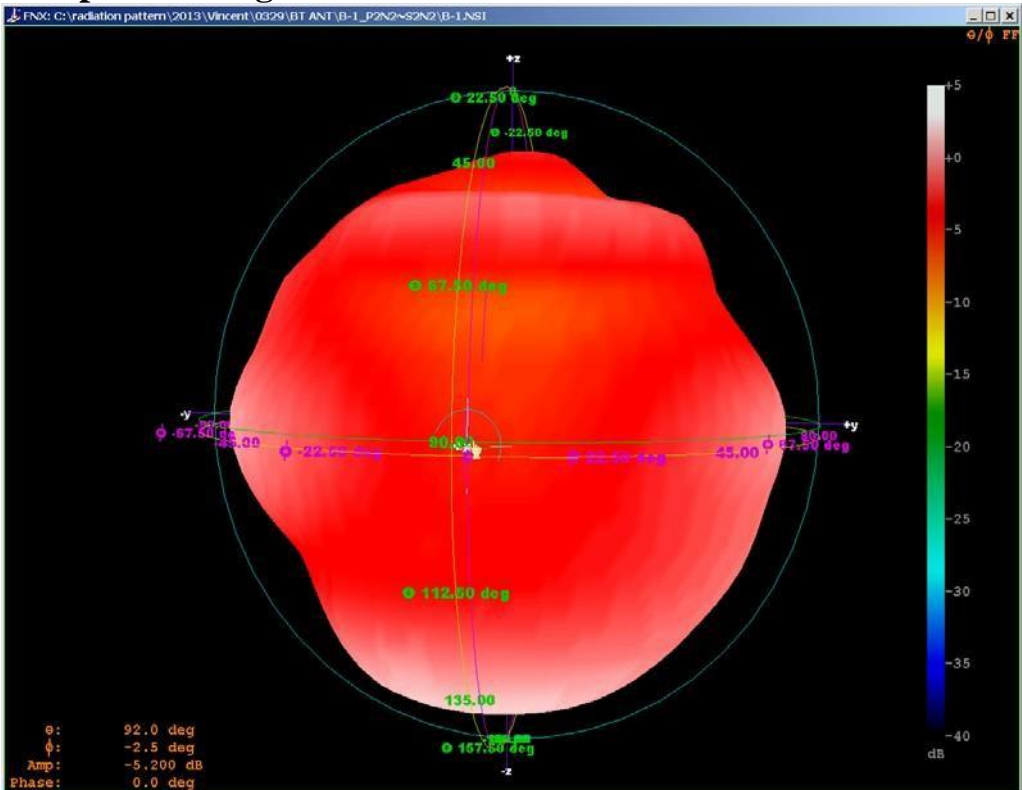 FNX: C:\radiation pattern\2013\Vincent\0329\BT ANT\B-1_P2N2~S2N2\B-1.NSI
Θ/ϕ FF
+z
Θ 22.50 deg
Θ -22.50 deg
45.00
Θ 67.50 deg
-y
+y
ϕ -67.50
90.00
ϕ 67.50 deg
45.00
ϕ -22.50 deg
ϕ 22.50 deg
45.00
Θ 112.50 deg
135.00
Θ 157.50 deg
-z
+5
+0
-5
-10
-15
-20
-25
-30
-35
-40
dB
Θ: 92.0 deg
ϕ: -2.5 deg
Amp: -5.200 dB
Phase: 0.0 deg